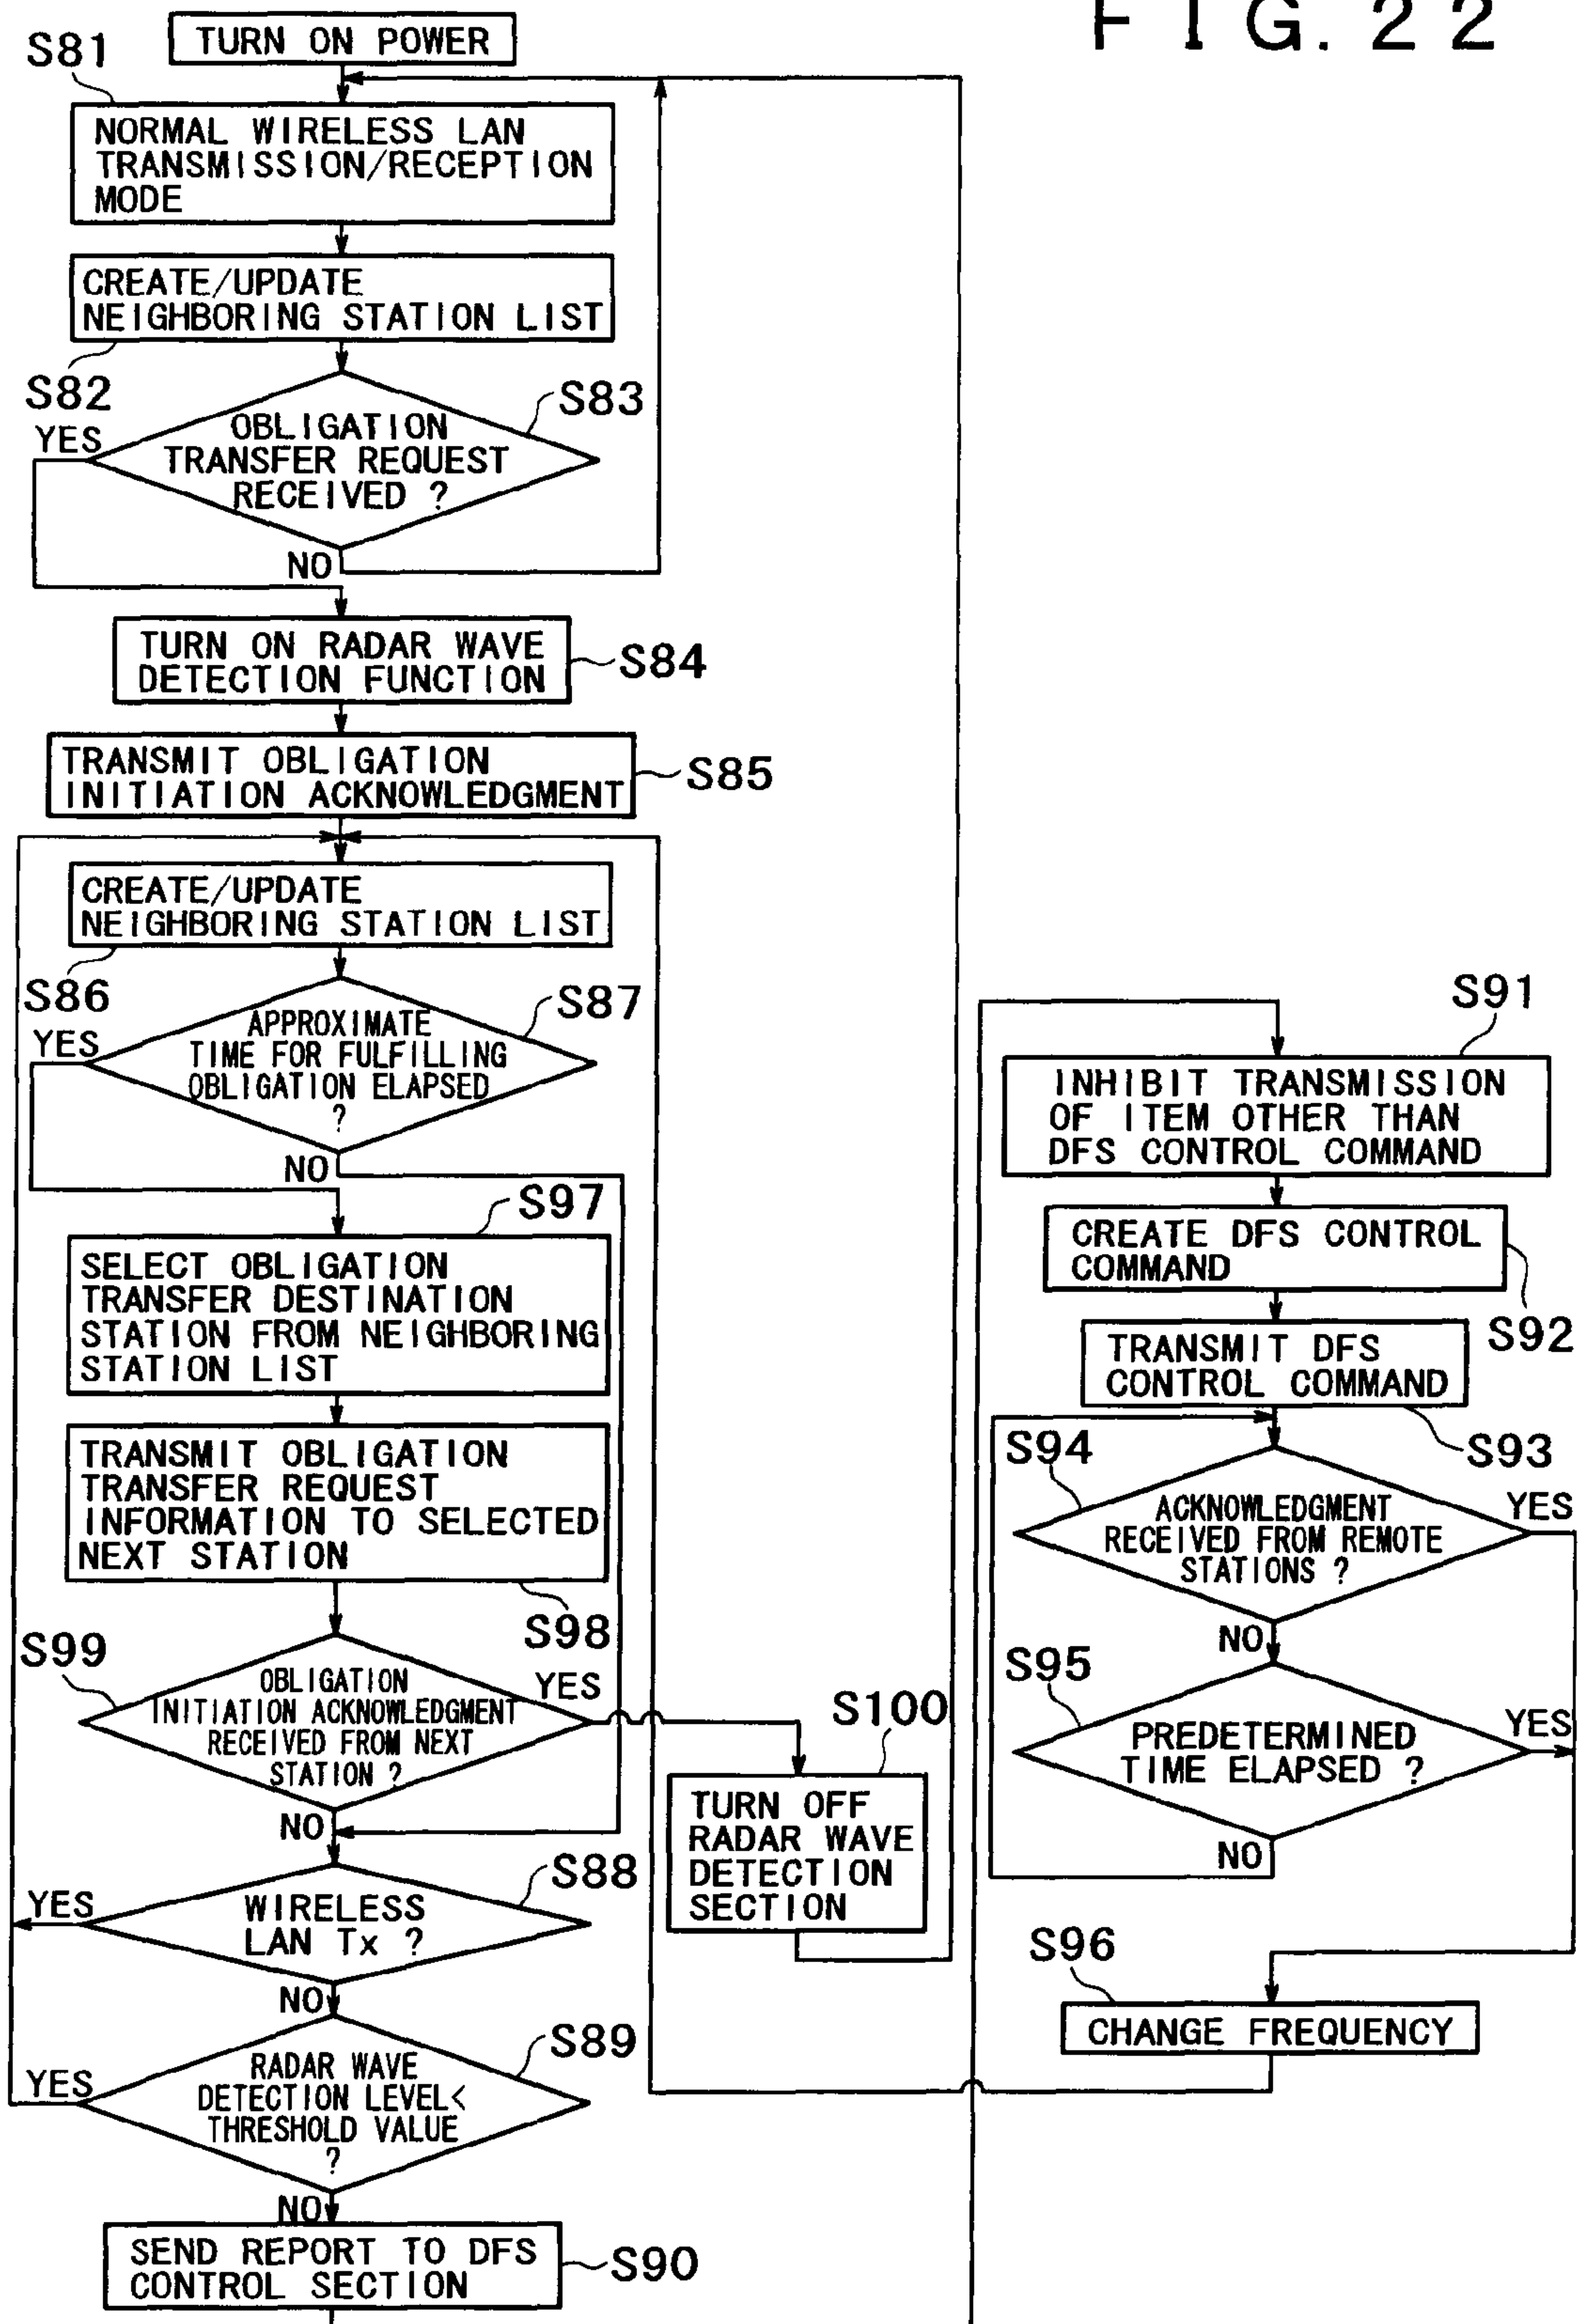 FIG. 22
TURN ON POWER
S81
NORMAL WIRELESS LAN
TRANSMISSION/RECEPTION
MODE
CREATE/UPDATE
NEIGHBORING STATION LIST
S82
S83
OBLIGATION
TRANSFER REQUEST
RECEIVED ?
YES
NO
TURN ON RADAR WAVE
DETECTION FUNCTION
S84
TRANSMIT OBLIGATION
INITIATION ACKNOWLEDGMENT
S85
CREATE/UPDATE
NEIGHBORING STATION LIST
S86
S87
APPROXIMATE
TIME FOR FULFILLING
OBLIGATION ELAPSED
?
YES
NO
S97
SELECT OBLIGATION
TRANSFER DESTINATION
STATION FROM NEIGHBORING
STATION LIST
TRANSMIT OBLIGATION
TRANSFER REQUEST
INFORMATION TO SELECTED
NEXT STATION
S98
S99
OBLIGATION
INITIATION ACKNOWLEDGMENT
RECEIVED FROM NEXT
STATION ?
YES
NO
S100
TURN OFF
RADAR WAVE
DETECTION
SECTION
S88
WIRELESS
LAN Tx ?
YES
NO
S89
RADAR WAVE
DETECTION LEVEL<
THRESHOLD VALUE
?
YES
NO
SEND REPORT TO DFS
CONTROL SECTION
S90
S91
INHIBIT TRANSMISSION
OF ITEM OTHER THAN
DFS CONTROL COMMAND
CREATE DFS CONTROL
COMMAND
S92
TRANSMIT DFS
CONTROL COMMAND
S93
S94
ACKNOWLEDGMENT
RECEIVED FROM REMOTE
STATIONS ?
YES
NO
S95
PREDETERMINED
TIME ELAPSED ?
YES
NO
S96
CHANGE FREQUENCY